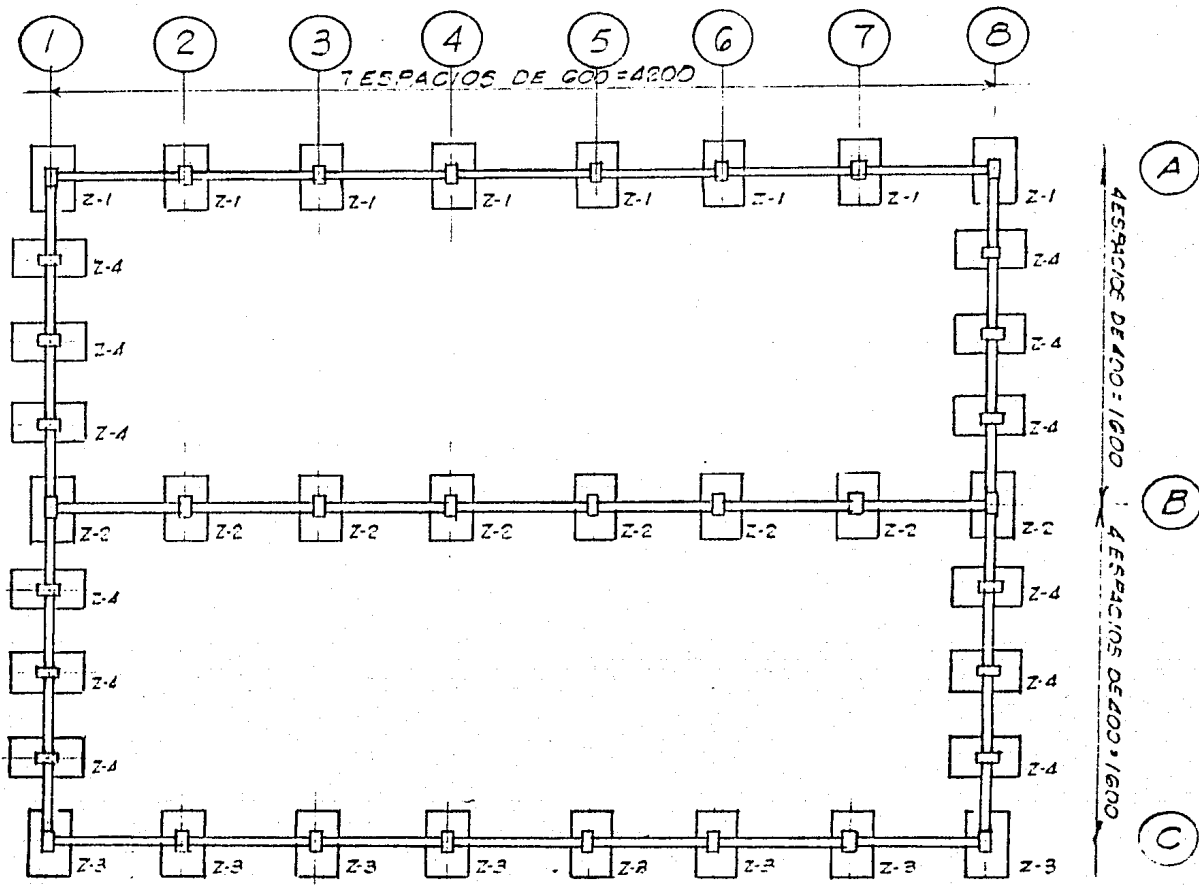 1 2 3 4 5 6 7 8
7 ESPACIOS DE 600=4200
A
Z-1 Z-1 Z-1 Z-1 Z-1 Z-1 Z-1 Z-1
4 ESPACIOS DE 400=1600
Z-4 Z-4
Z-4 Z-4
Z-4 Z-4
B
Z-2 Z-2 Z-2 Z-2 Z-2 Z-2 Z-2 Z-2
4 ESPACIOS DE 400=1600
Z-4 Z-4
Z-4 Z-4
Z-4 Z-4
C
Z-3 Z-3 Z-3 Z-3 Z-3 Z-3 Z-3 Z-3